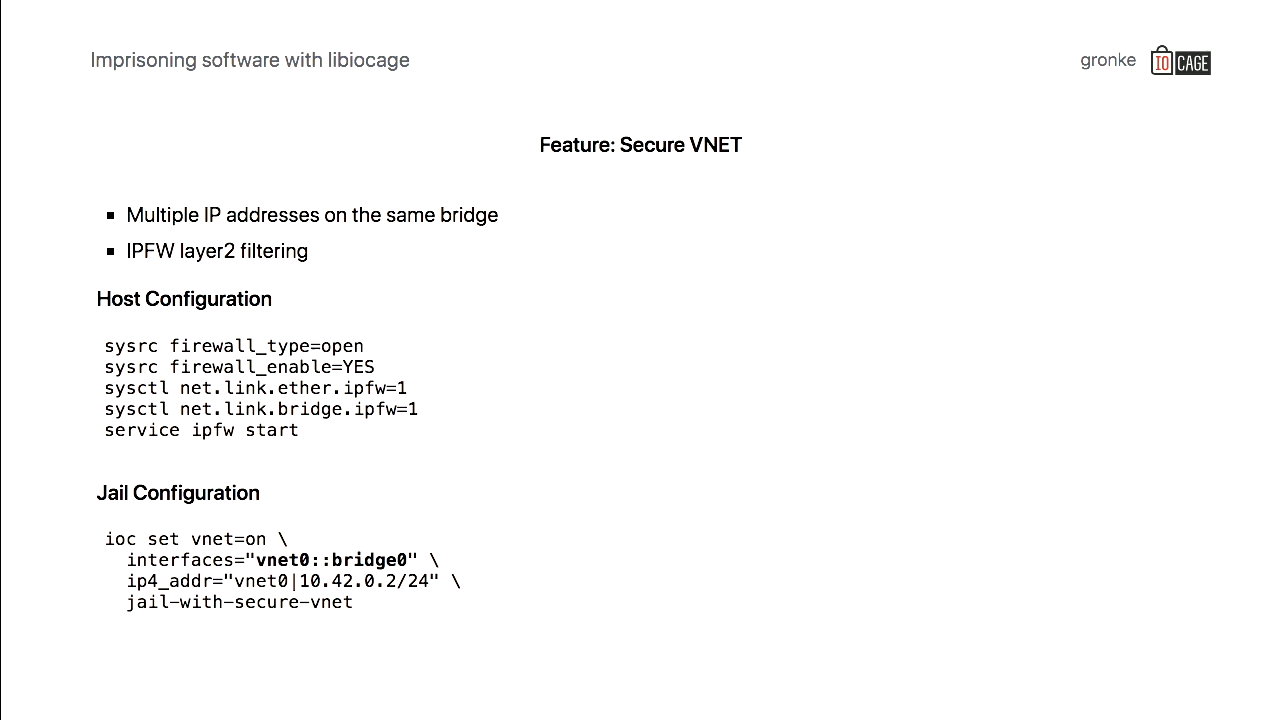 Imprisoning software with libiocage
gronke IO CAGE
Feature: Secure VNET
▪ Multiple IP addresses on the same bridge
▪ IPFW layer2 filtering
Host Configuration
sysrc firewall_type=open
sysrc firewall_enable=YES
sysctl net.link.ether.ipfw=1
sysctl net.link.bridge.ipfw=1
service ipfw start
Jail Configuration
ioc set vnet=on \
  interfaces="vnet0::bridge0" \
  ip4_addr="vnet0|10.42.0.2/24" \
  jail-with-secure-vnet